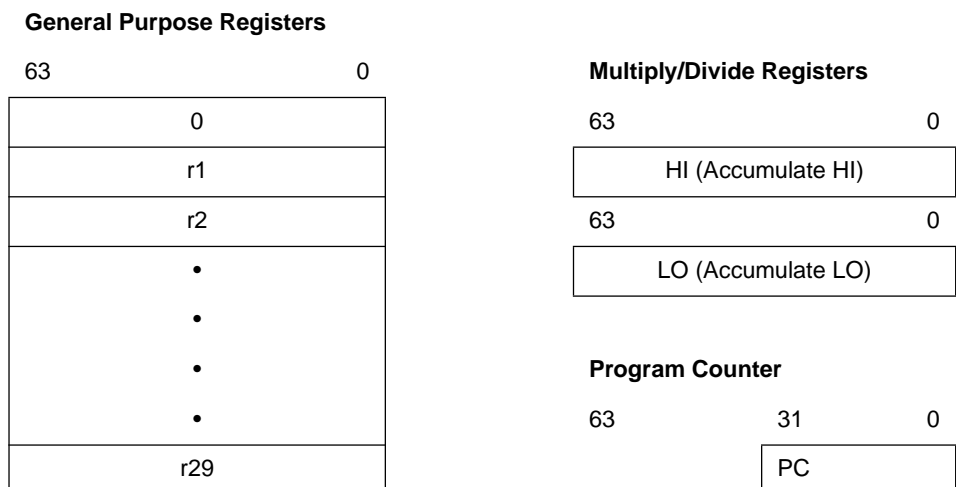 General Purpose Registers
63 0
0
r1
r2
•
•
•
•
r29
Multiply/Divide Registers
63 0
HI (Accumulate HI)
63 0
LO (Accumulate LO)
Program Counter
63 31 0
PC